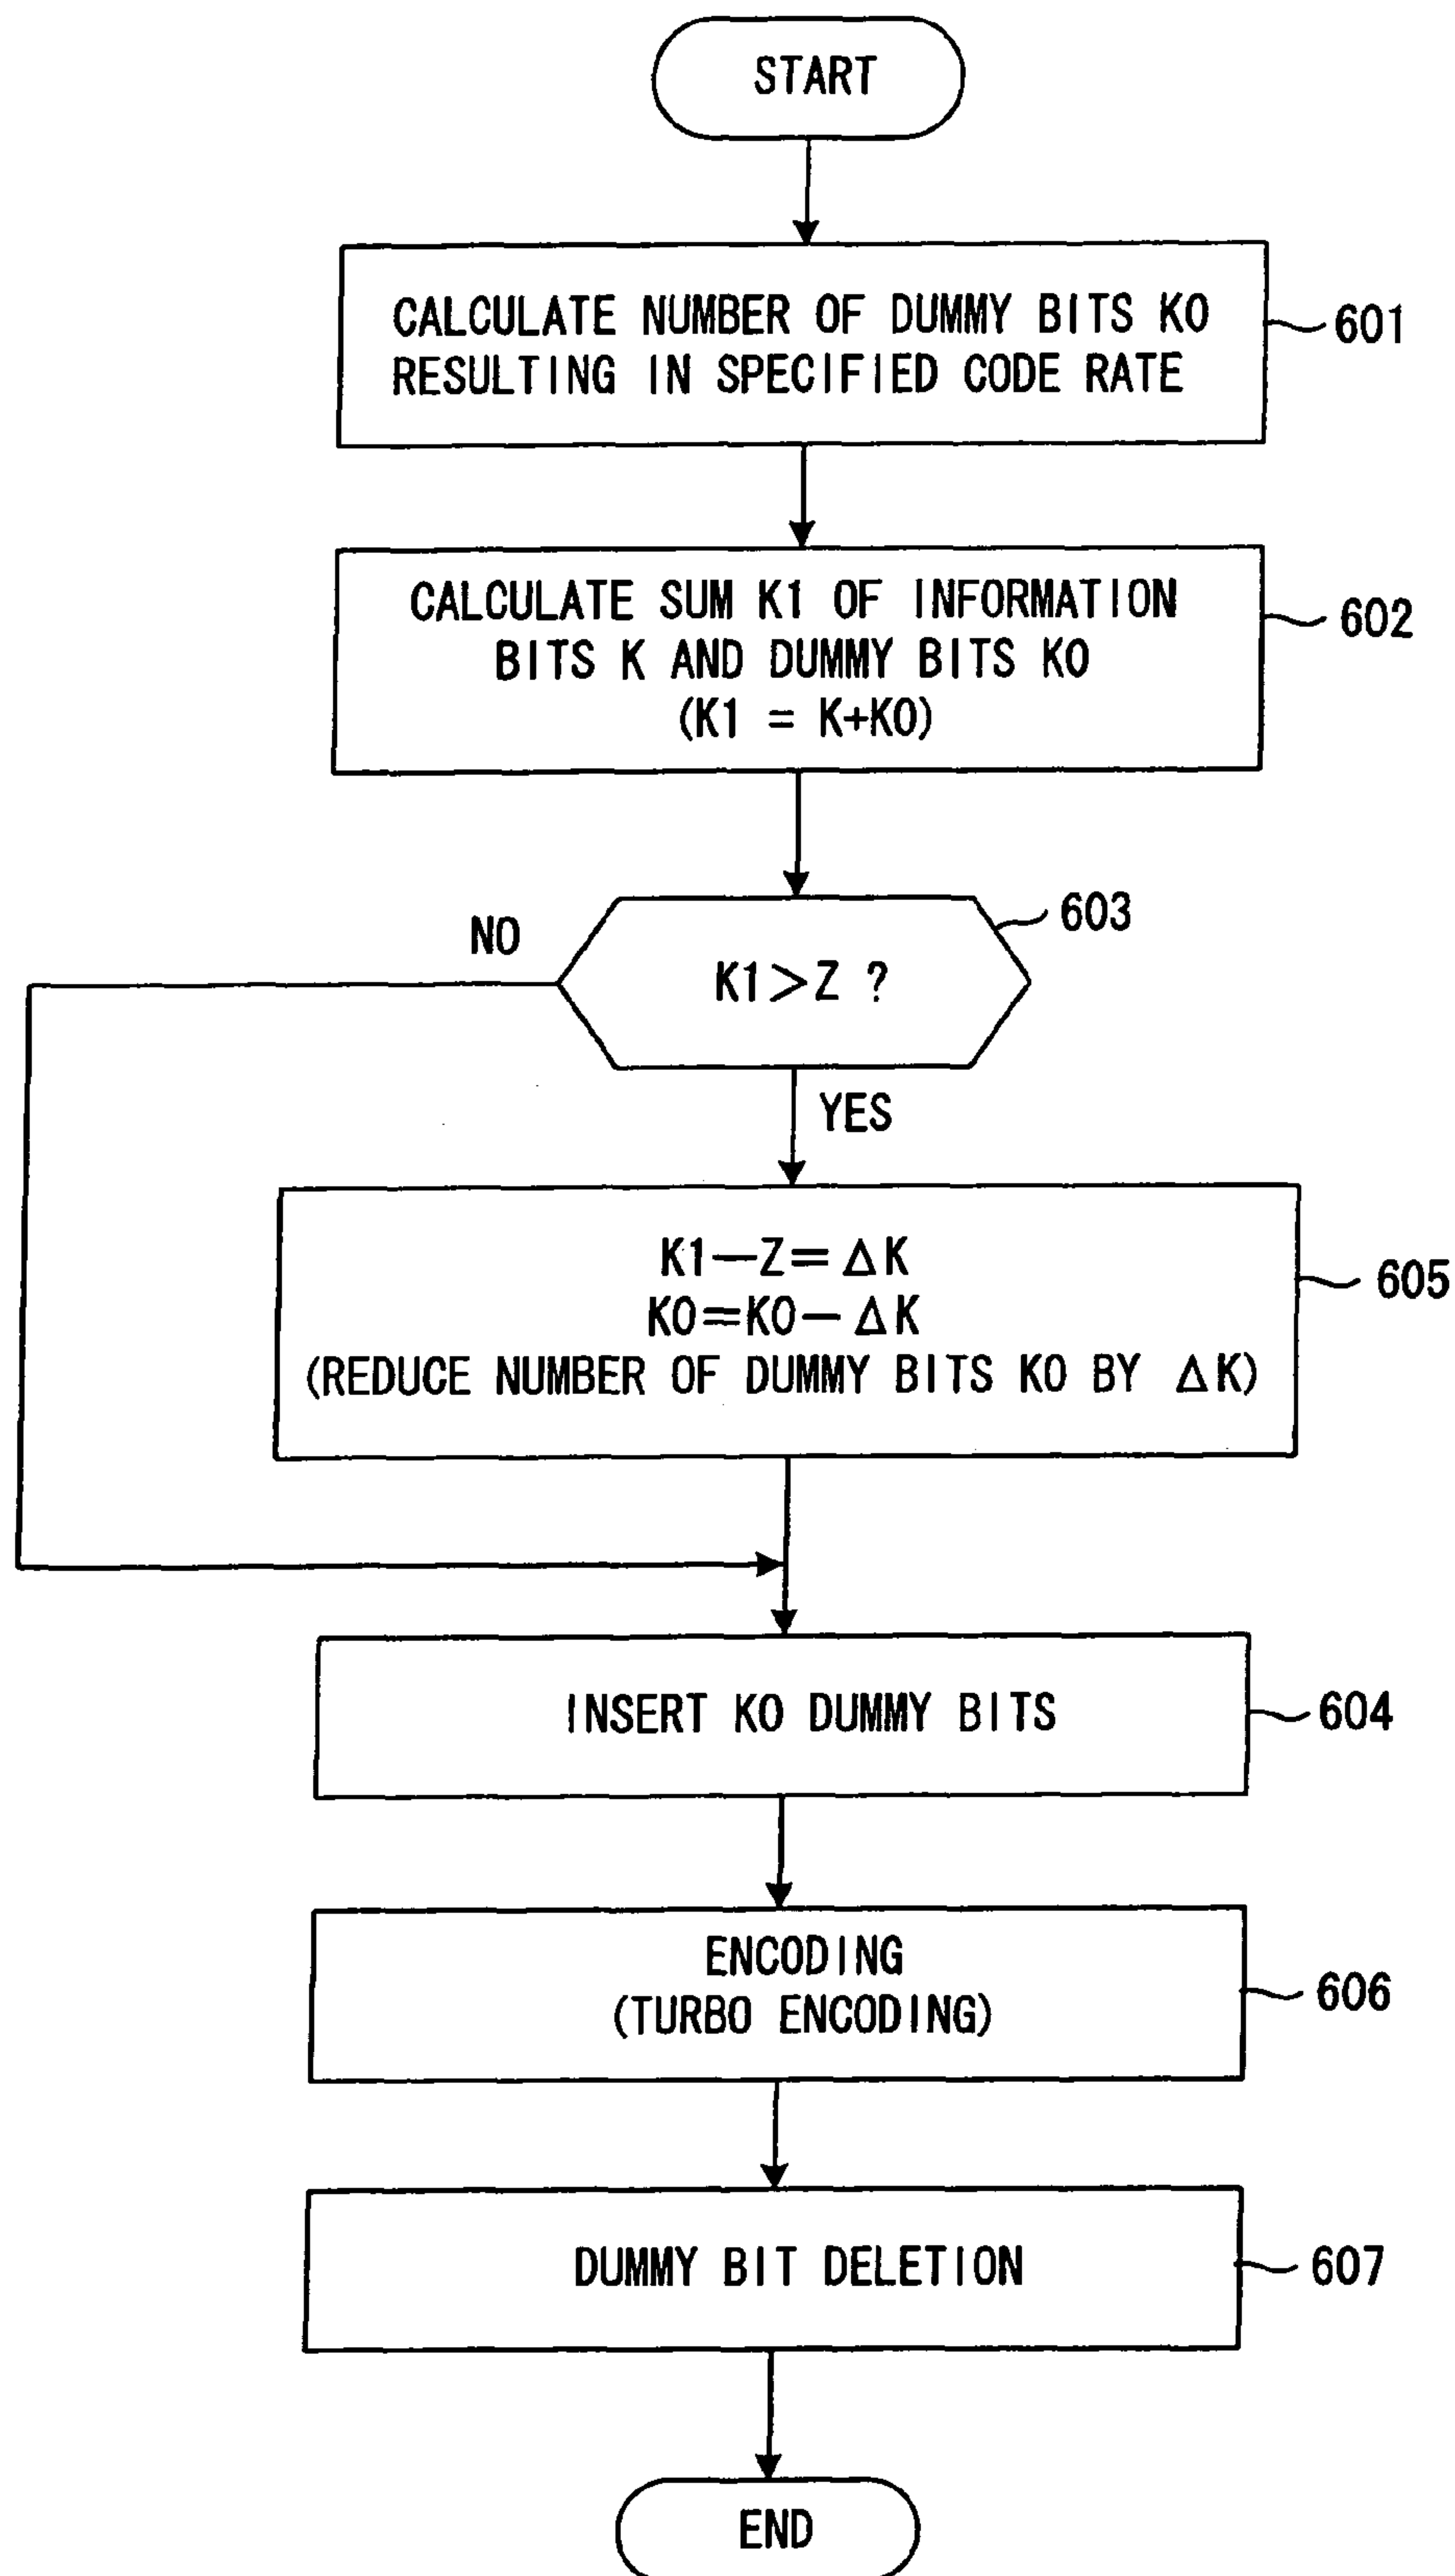 START
CALCULATE NUMBER OF DUMMY BITS K0
RESULTING IN SPECIFIED CODE RATE
601
CALCULATE SUM K1 OF INFORMATION
BITS K AND DUMMY BITS K0
(K1 = K+K0)
602
603
NO
K1>Z ?
YES
K1—Z=ΔK
K0=K0—ΔK
(REDUCE NUMBER OF DUMMY BITS K0 BY ΔK)
605
INSERT K0 DUMMY BITS
604
ENCODING
(TURBO ENCODING)
606
DUMMY BIT DELETION
607
END